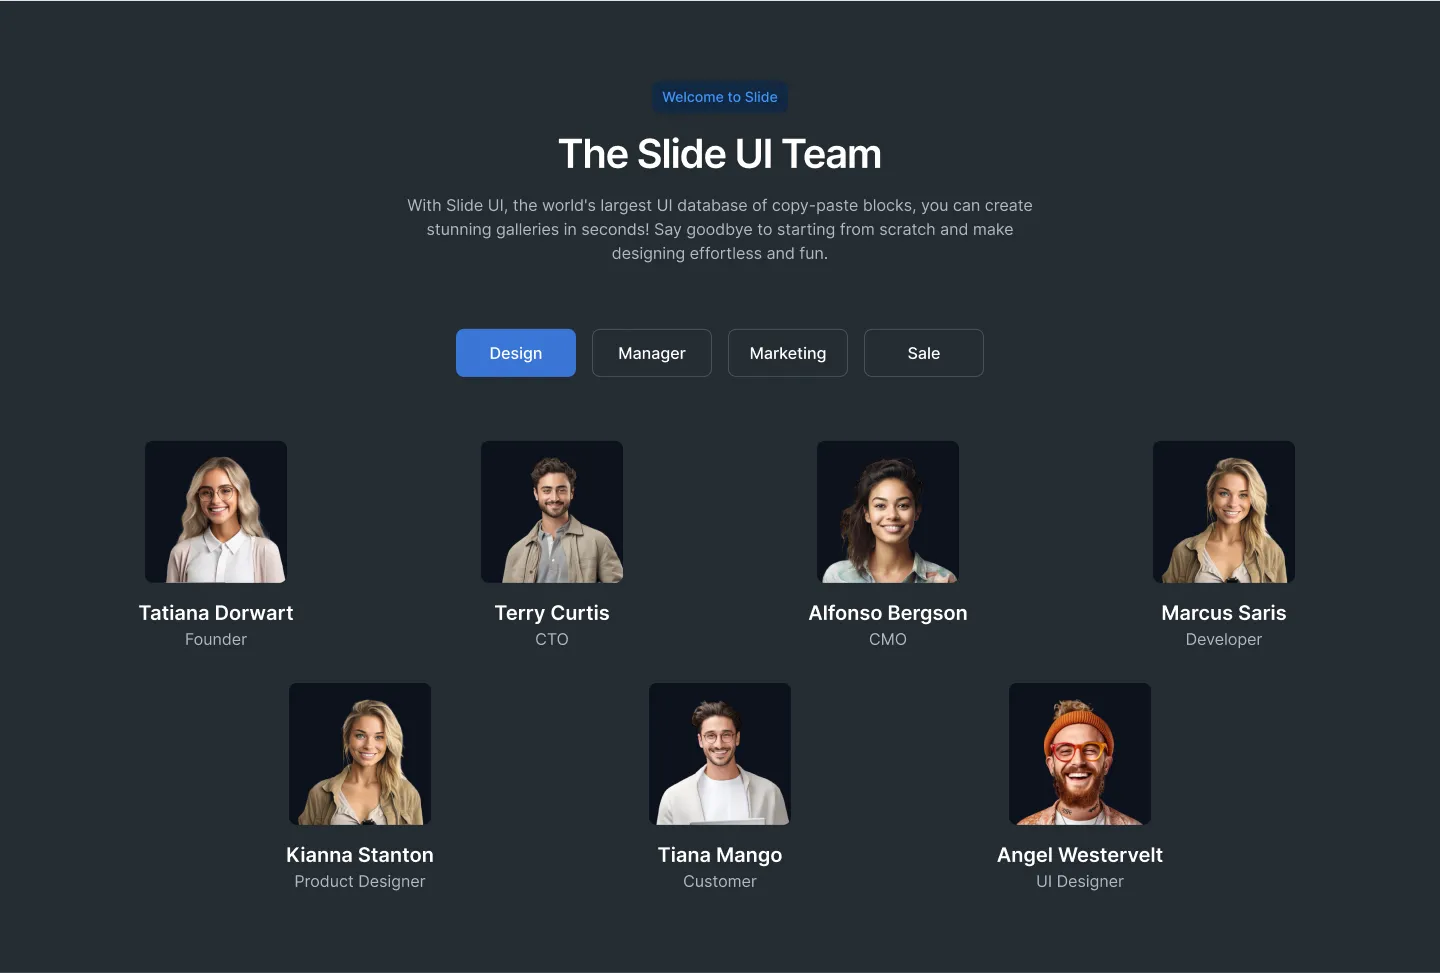 Welcome to Slide
The Slide UI Team
With Slide UI, the world's largest UI database of copy-paste blocks, you can create
stunning galleries in seconds! Say goodbye to starting from scratch and make
designing effortless and fun.
Design
Manager
Marketing
Sale
Tatiana Dorwart
Founder
Terry Curtis
CTO
Alfonso Bergson
CMO
Marcus Saris
Developer
Kianna Stanton
Product Designer
Tiana Mango
Customer
Angel Westervelt
UI Designer